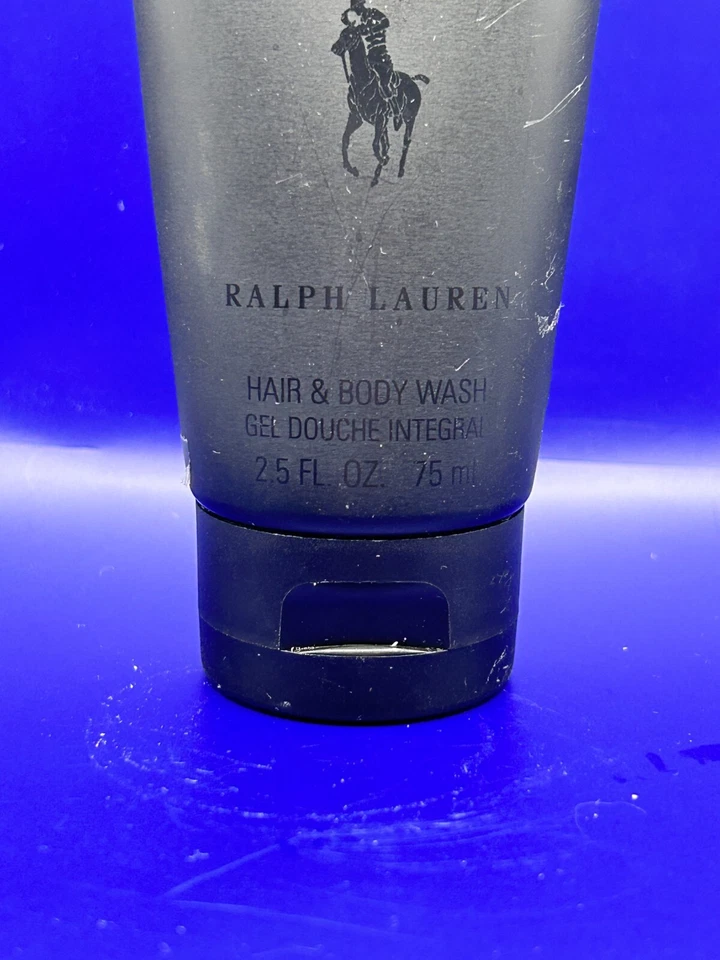 RALPH LAUREN
HAIR & BODY WASH
GEL DOUCHE INTEGRAL
2.5 FL. OZ. 75 ml